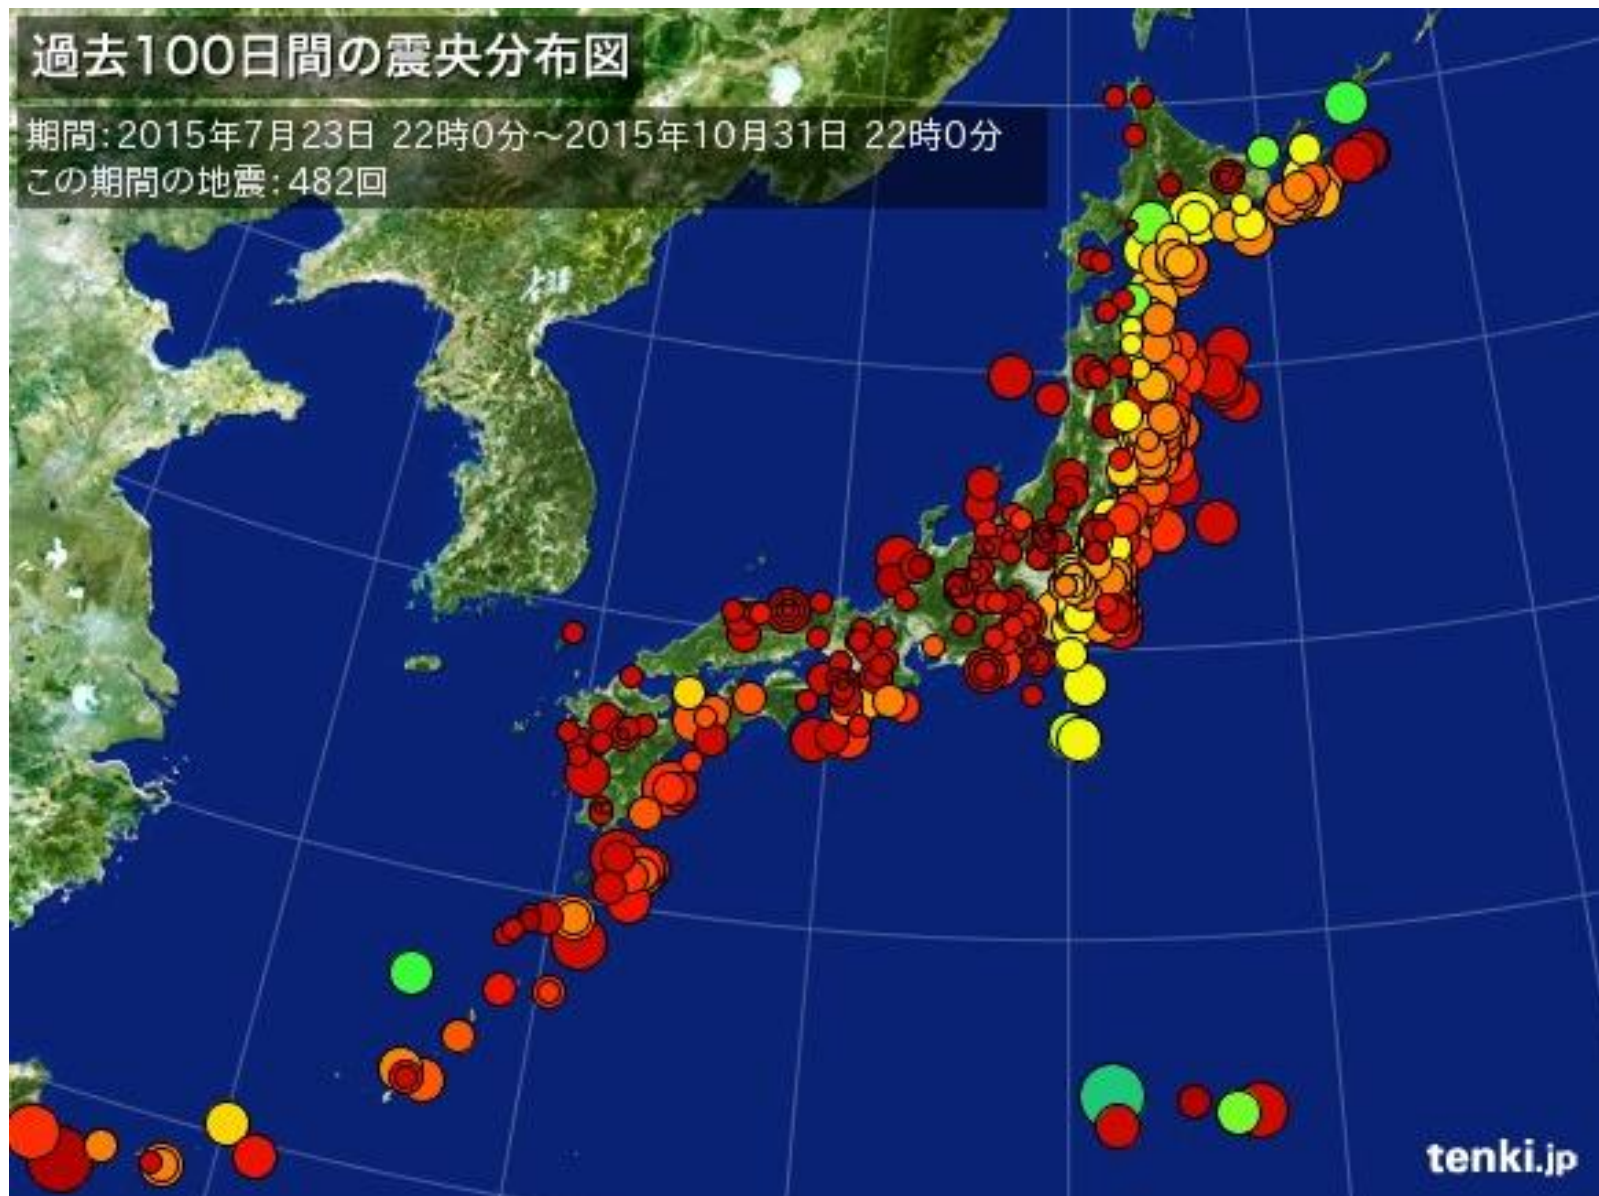 過去100日間の震央分布図
期間：2015年7月23日 22時0分～2015年10月31日 22時0分
この期間の地震：482回
tenki.jp